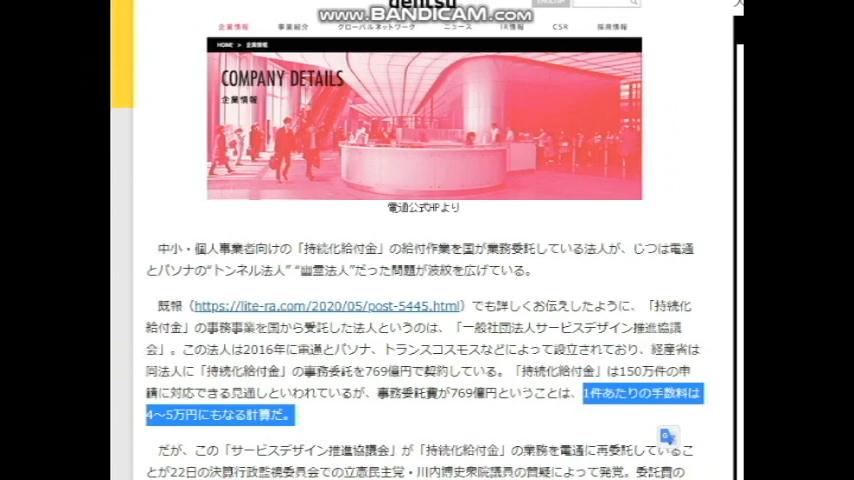 dentsu
www.BANDICAM.com
ENGLISH
企業情報 事業紹介 グローバルネットワーク ニュース IR情報 CSR 採用情報
HOME > 企業情報
COMPANY DETAILS
企業情報
電通公式HPより
中小・個人事業者向けの「持続化給付金」の給付作業を国が業務委託している法人が、じつは電通
とパソナの“トンネル法人” “幽霊法人”だった問題が波紋を広げている。
既報（https://lite-ra.com/2020/05/post-5445.html）でも詳しくお伝えしたように、「持続化
給付金」の事務事業を国から受託した法人というのは、「一般社団法人サービスデザイン推進協議
会」。この法人は2016年に電通とパソナ、トランスコスモスなどによって設立されており、経産省は
同法人に「持続化給付金」の事務委託を769億円で契約している。「持続化給付金」は150万件の申
請に対応できる見通しといわれているが、事務委託費が769億円ということは、1件あたりの手数料は
4～5万円にもなる計算だ。
だが、この「サービスデザイン推進協議会」が「持続化給付金」の業務を電通に再委託しているこ
とが22日の決算行政監視委員会での立憲民主党・川内博史衆院議員の質疑によって発覚。委託費の